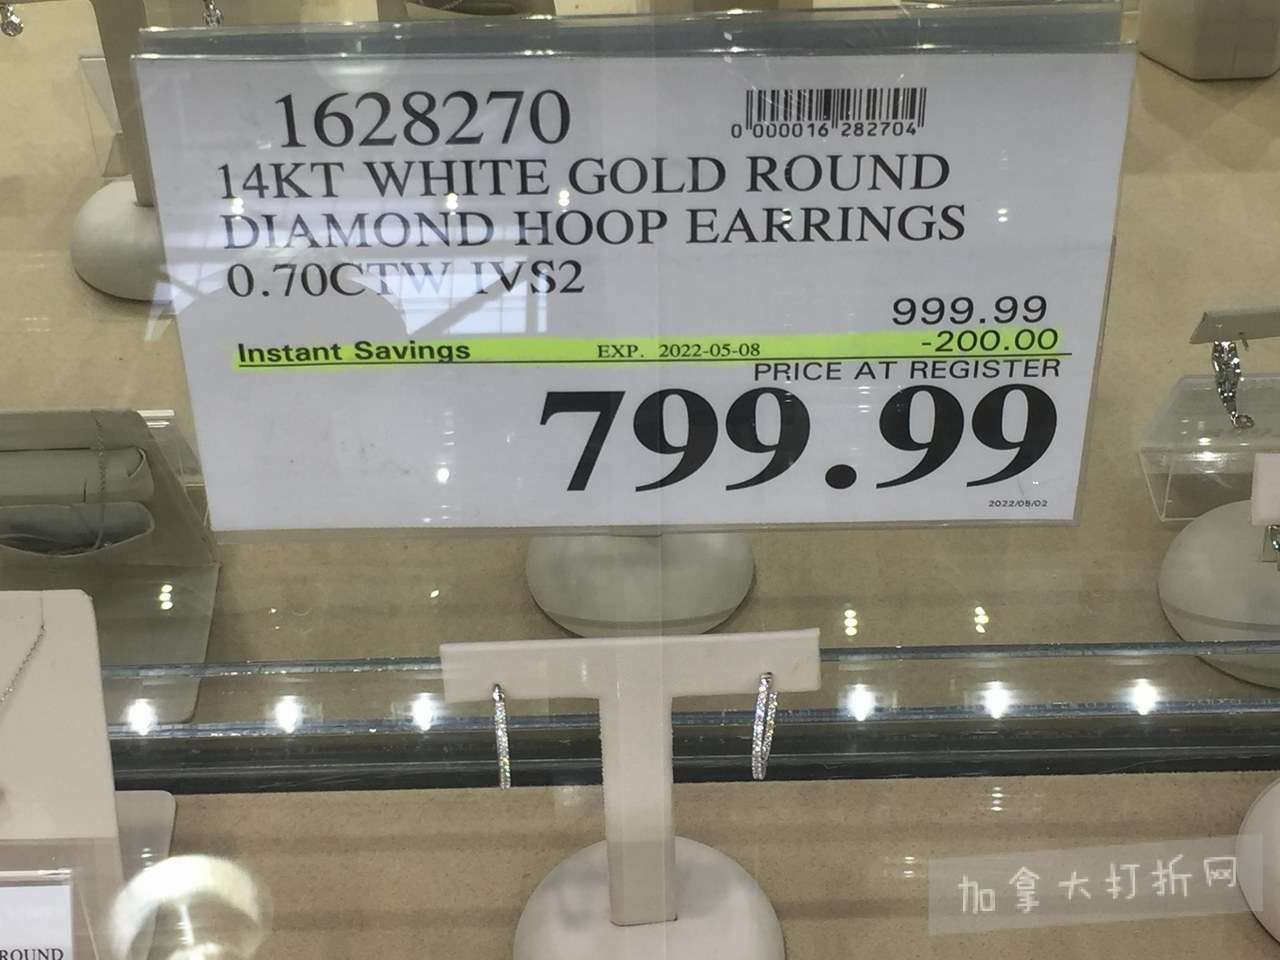 1628270
0 000016 282704
14KT WHITE GOLD ROUND
DIAMOND HOOP EARRINGS
0.70CTW IVS2
999.99
Instant Savings EXP. 2022-05-08 -200.00
PRICE AT REGISTER
799.99
2022/05/02
加拿大打折网
ROUND